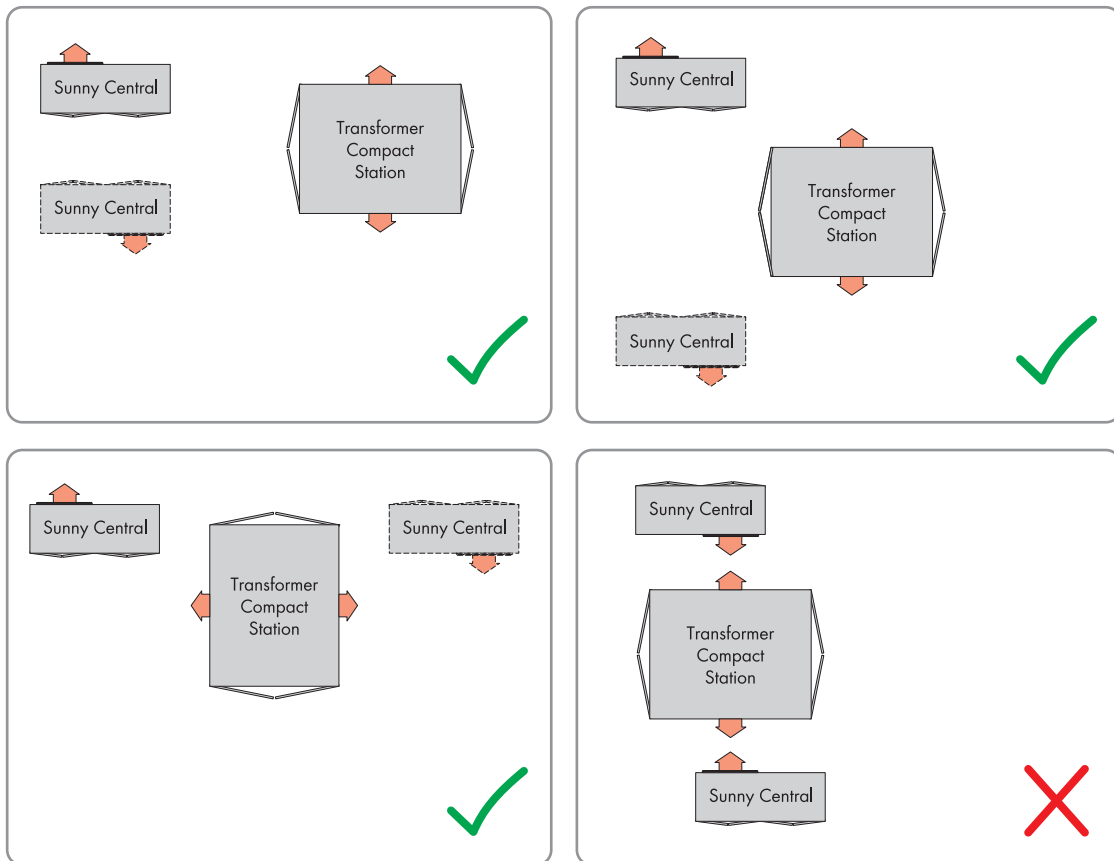 Sunny Central
Transformer
Compact
Station
Sunny Central
Sunny Central
Transformer
Compact
Station
Sunny Central
Sunny Central
Sunny Central
Transformer
Compact
Station
Sunny Central
Transformer
Compact
Station
Sunny Central